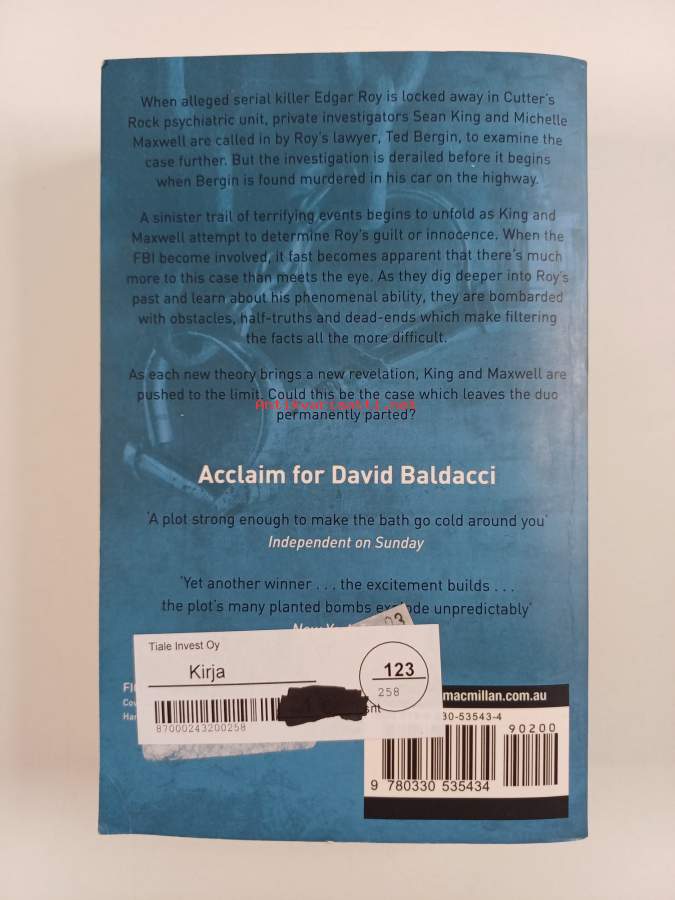 When alleged serial killer Edgar Roy is locked away in Cutter's
Rock psychiatric unit, private investigators Sean King and Michelle
Maxwell are called in by Roy's lawyer, Ted Bergin, to examine the
case further. But the investigation is derailed before it begins
when Bergin is found murdered in his car on the highway.
A sinister trail of terrifying events begins to unfold as King and
Maxwell attempt to determine Roy's guilt or innocence. When the
FBI become involved, it fast becomes apparent that there's much
more to this case than meets the eye. As they dig deeper into Roy's
past and learn about his phenomenal ability, they are bombarded
with obstacles, half-truths and dead-ends which make filtering
the facts all the more difficult.
As each new theory brings a new revelation, King and Maxwell are
pushed to the limit. Could this be the case which leaves the duo
Antikvariaatti.net
permanently parted?
Acclaim for David Baldacci
'A plot strong enough to make the bath go cold around you'
Independent on Sunday
'Yet another winner . . . the excitement builds . . .
the plot's many planted bombs explode unpredictably'
Tiale Invest Oy
Kirja
123
258
87000243200258
macmillan.com.au
30-53543-4
90200
9 780330 535434